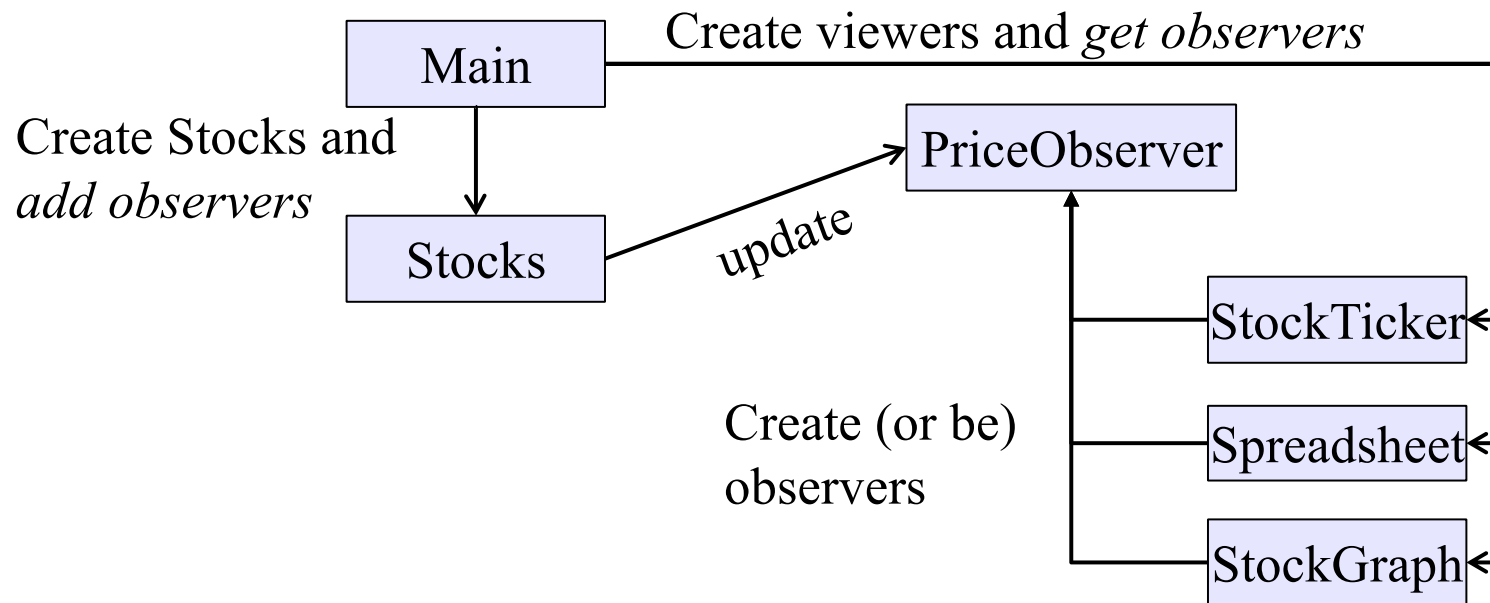 Create viewers and get observers
Main
Create Stocks and
add observers
PriceObserver
Stocks
update
StockTicker
Create (or be)
observers
Spreadsheet
StockGraph